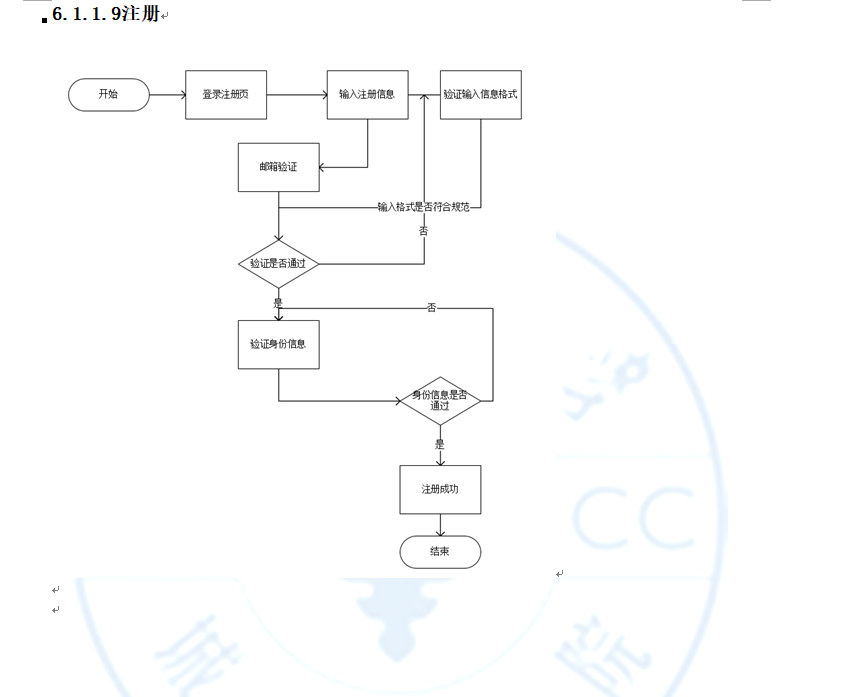 6.1.1.9注册
开始
登录注册页
输入注册信息
验证输入信息格式
邮箱验证
输入格式是否符合规范
否
验证是否通过
是
否
验证身份信息
身份信息是否
通过
是
注册成功
CC
结束
院